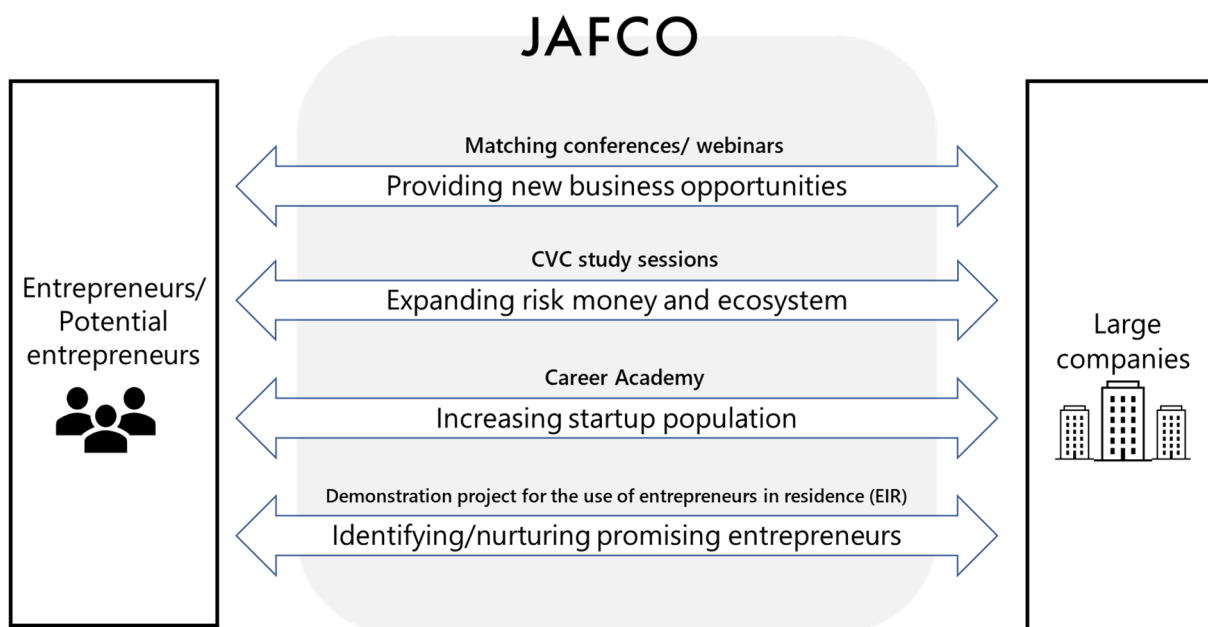 JAFCO
Entrepreneurs/
Potential
entrepreneurs
Matching conferences/ webinars
Providing new business opportunities
CVC study sessions
Expanding risk money and ecosystem
Career Academy
Increasing startup population
Demonstration project for the use of entrepreneurs in residence (EIR)
Identifying/nurturing promising entrepreneurs
Large
companies